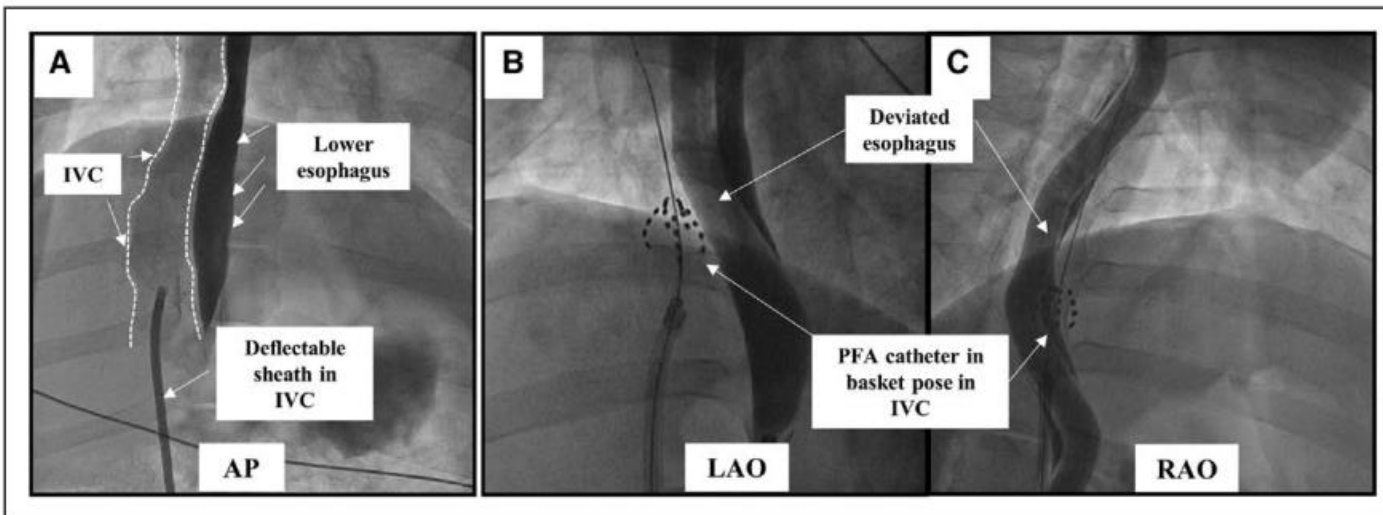 A
B
C
IVC
Lower
esophagus
Deviated
esophagus
Deflectable
sheath in
IVC
PFA catheter in
basket pose in
IVC
AP
LAO
RAO